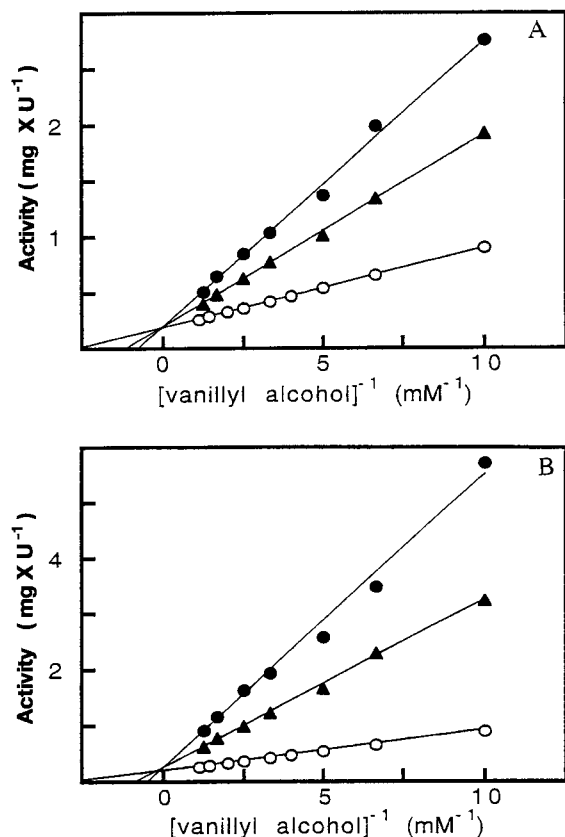 A
Activity (mg X U-1)
2
1
0
5
10
[vanillyl alcohol]-1 (mM-1)
B
Activity (mg X U-1)
4
2
0
5
10
[vanillyl alcohol]-1 (mM-1)